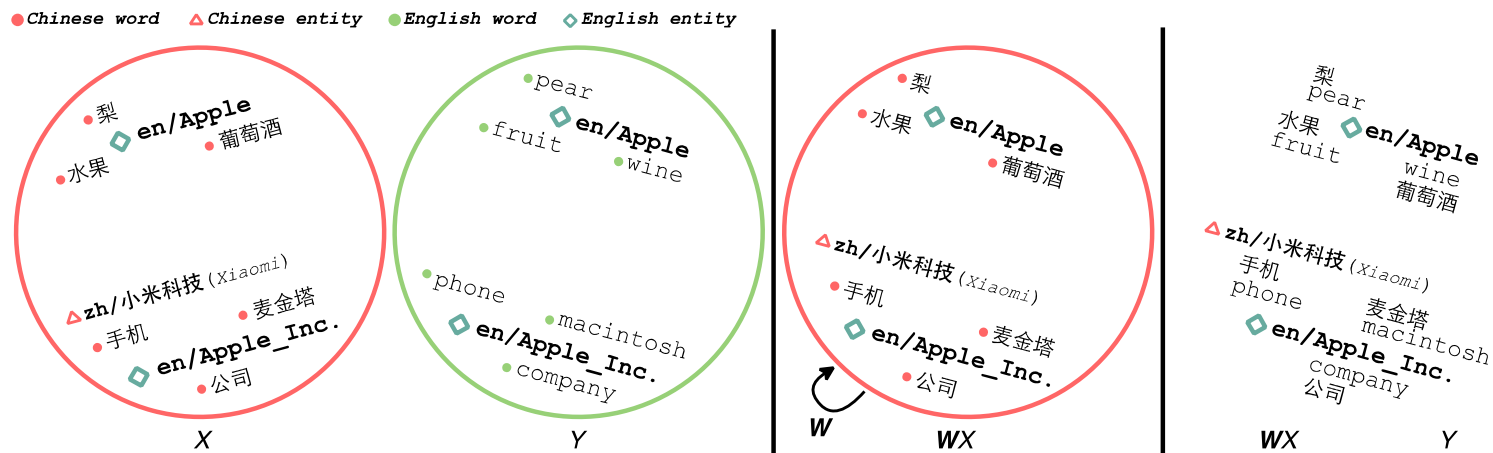 Chinese word Chinese entity English word English entity
梨
en/Apple
葡萄酒
水果
zh/小米科技(Xiaomi)
麦金塔
手机
en/Apple_Inc.
公司
X
pear
en/Apple
fruit
wine
phone
macintosh
en/Apple_Inc.
company
Y
梨
水果
en/Apple
葡萄酒
zh/小米科技(Xiaomi)
手机
en/Apple_Inc.
麦金塔
公司
W
WX
梨
pear
水果
fruit
en/Apple
wine
葡萄酒
zh/小米科技(Xiaomi)
手机
phone
麦金塔
macintosh
en/Apple_Inc.
company
公司
WX
Y